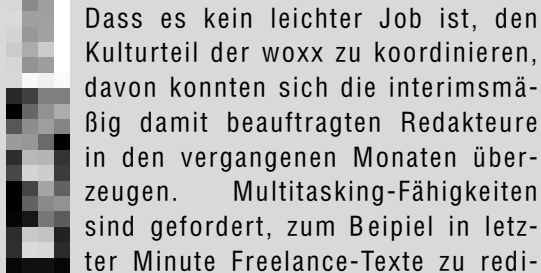 Dass es kein leichter Job ist, den
Kulturteil der woxx zu koordinieren,
davon konnten sich die interimsmä-
ßig damit beauftragten Redakteure
in den vergangenen Monaten über-
zeugen. Multitasking-Fähigkeiten
sind gefordert, zum Beipiel in letz-
ter Minute Freelance-Texte zu redi-